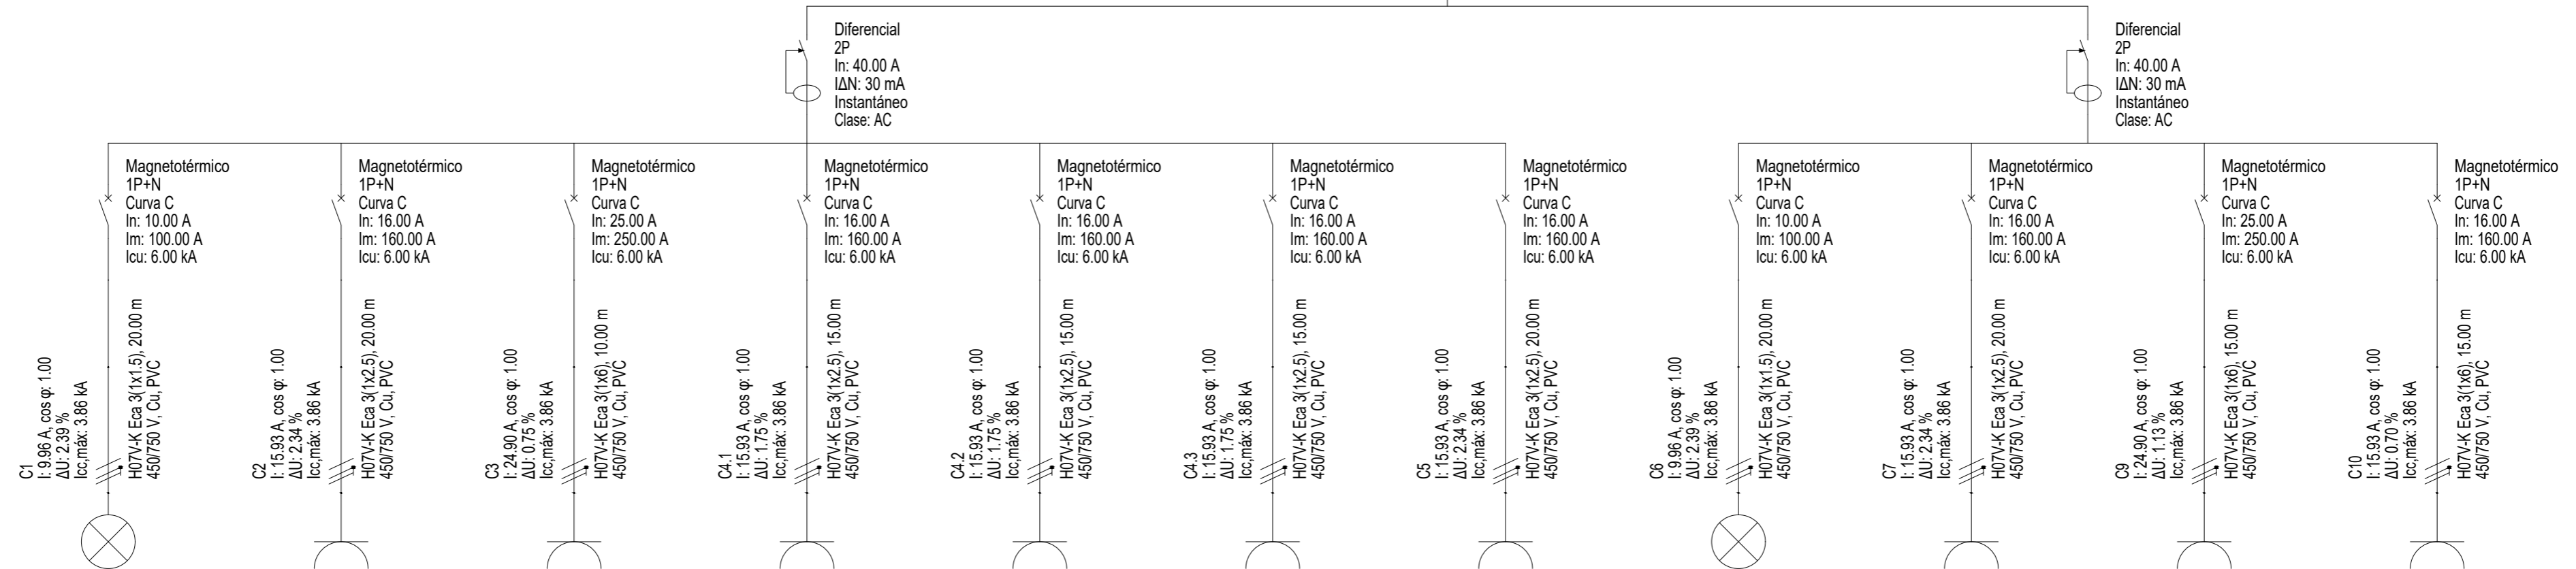 Diferencial
2P
In: 40.00 A
IΔN: 30 mA
Instantáneo
Clase: AC
Diferencial
2P
In: 40.00 A
IΔN: 30 mA
Instantáneo
Clase: AC
Magnetotérmico
1P+N
Curva C
In: 10.00 A
Im: 100.00 A
Icu: 6.00 kA
Magnetotérmico
1P+N
Curva C
In: 16.00 A
Im: 160.00 A
Icu: 6.00 kA
Magnetotérmico
1P+N
Curva C
In: 25.00 A
Im: 250.00 A
Icu: 6.00 kA
Magnetotérmico
1P+N
Curva C
In: 16.00 A
Im: 160.00 A
Icu: 6.00 kA
Magnetotérmico
1P+N
Curva C
In: 16.00 A
Im: 160.00 A
Icu: 6.00 kA
Magnetotérmico
1P+N
Curva C
In: 16.00 A
Im: 160.00 A
Icu: 6.00 kA
Magnetotérmico
1P+N
Curva C
In: 16.00 A
Im: 160.00 A
Icu: 6.00 kA
Magnetotérmico
1P+N
Curva C
In: 10.00 A
Im: 100.00 A
Icu: 6.00 kA
Magnetotérmico
1P+N
Curva C
In: 16.00 A
Im: 160.00 A
Icu: 6.00 kA
Magnetotérmico
1P+N
Curva C
In: 25.00 A
Im: 250.00 A
Icu: 6.00 kA
Magnetotérmico
1P+N
Curva C
In: 16.00 A
Im: 160.00 A
Icu: 6.00 kA
C1
I: 9.96 A, cos φ: 1.00
ΔU: 2.39 %
Icc,máx: 3.86 kA
H07V-K Eca 3(1x1.5), 20.00 m
450/750 V, Cu, PVC
C2
I: 15.93 A, cos φ: 1.00
ΔU: 2.34 %
Icc,máx: 3.86 kA
H07V-K Eca 3(1x2.5), 20.00 m
450/750 V, Cu, PVC
C3
I: 24.90 A, cos φ: 1.00
ΔU: 0.75 %
Icc,máx: 3.86 kA
H07V-K Eca 3(1x6), 10.00 m
450/750 V, Cu, PVC
C4.1
I: 15.93 A, cos φ: 1.00
ΔU: 1.75 %
Icc,máx: 3.86 kA
H07V-K Eca 3(1x2.5), 15.00 m
450/750 V, Cu, PVC
C4.2
I: 15.93 A, cos φ: 1.00
ΔU: 1.75 %
Icc,máx: 3.86 kA
H07V-K Eca 3(1x2.5), 15.00 m
450/750 V, Cu, PVC
C4.3
I: 15.93 A, cos φ: 1.00
ΔU: 1.75 %
Icc,máx: 3.86 kA
H07V-K Eca 3(1x2.5), 15.00 m
450/750 V, Cu, PVC
C5
I: 15.93 A, cos φ: 1.00
ΔU: 2.34 %
Icc,máx: 3.86 kA
H07V-K Eca 3(1x2.5), 20.00 m
450/750 V, Cu, PVC
C6
I: 9.96 A, cos φ: 1.00
ΔU: 2.39 %
Icc,máx: 3.86 kA
H07V-K Eca 3(1x1.5), 20.00 m
450/750 V, Cu, PVC
C7
I: 15.93 A, cos φ: 1.00
ΔU: 2.34 %
Icc,máx: 3.86 kA
H07V-K Eca 3(1x2.5), 20.00 m
450/750 V, Cu, PVC
C9
I: 24.90 A, cos φ: 1.00
ΔU: 1.13 %
Icc,máx: 3.86 kA
H07V-K Eca 3(1x6), 15.00 m
450/750 V, Cu, PVC
C10
I: 15.93 A, cos φ: 1.00
ΔU: 0.70 %
Icc,máx: 3.86 kA
H07V-K Eca 3(1x6), 15.00 m
450/750 V, Cu, PVC